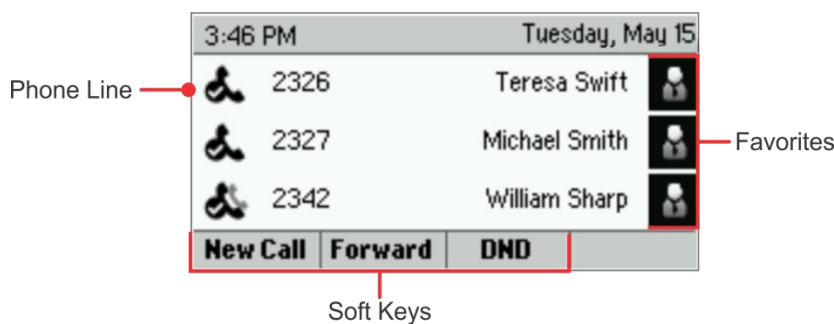 3:46 PM Tuesday, May 15
Phone Line 2326 Teresa Swift
2327 Michael Smith Favorites
2342 William Sharp
New Call Forward DND
Soft Keys